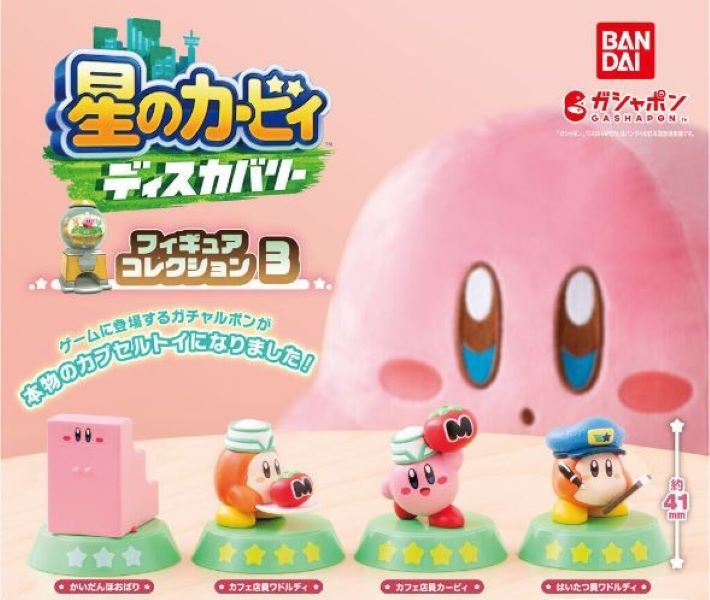 BAN
DAI
ガシャポン
GASHAPON™
星のカービィ
ディスカバリー
フィギュア
コレクション 3
ゲームに登場するガチャルポンが
本物のカプセルトイになりました!
M
M
約
41
mm
かいだんほおばり
カフェ店員ワドルディ
カフェ店員カービィ
はいたつ員ワドルディ